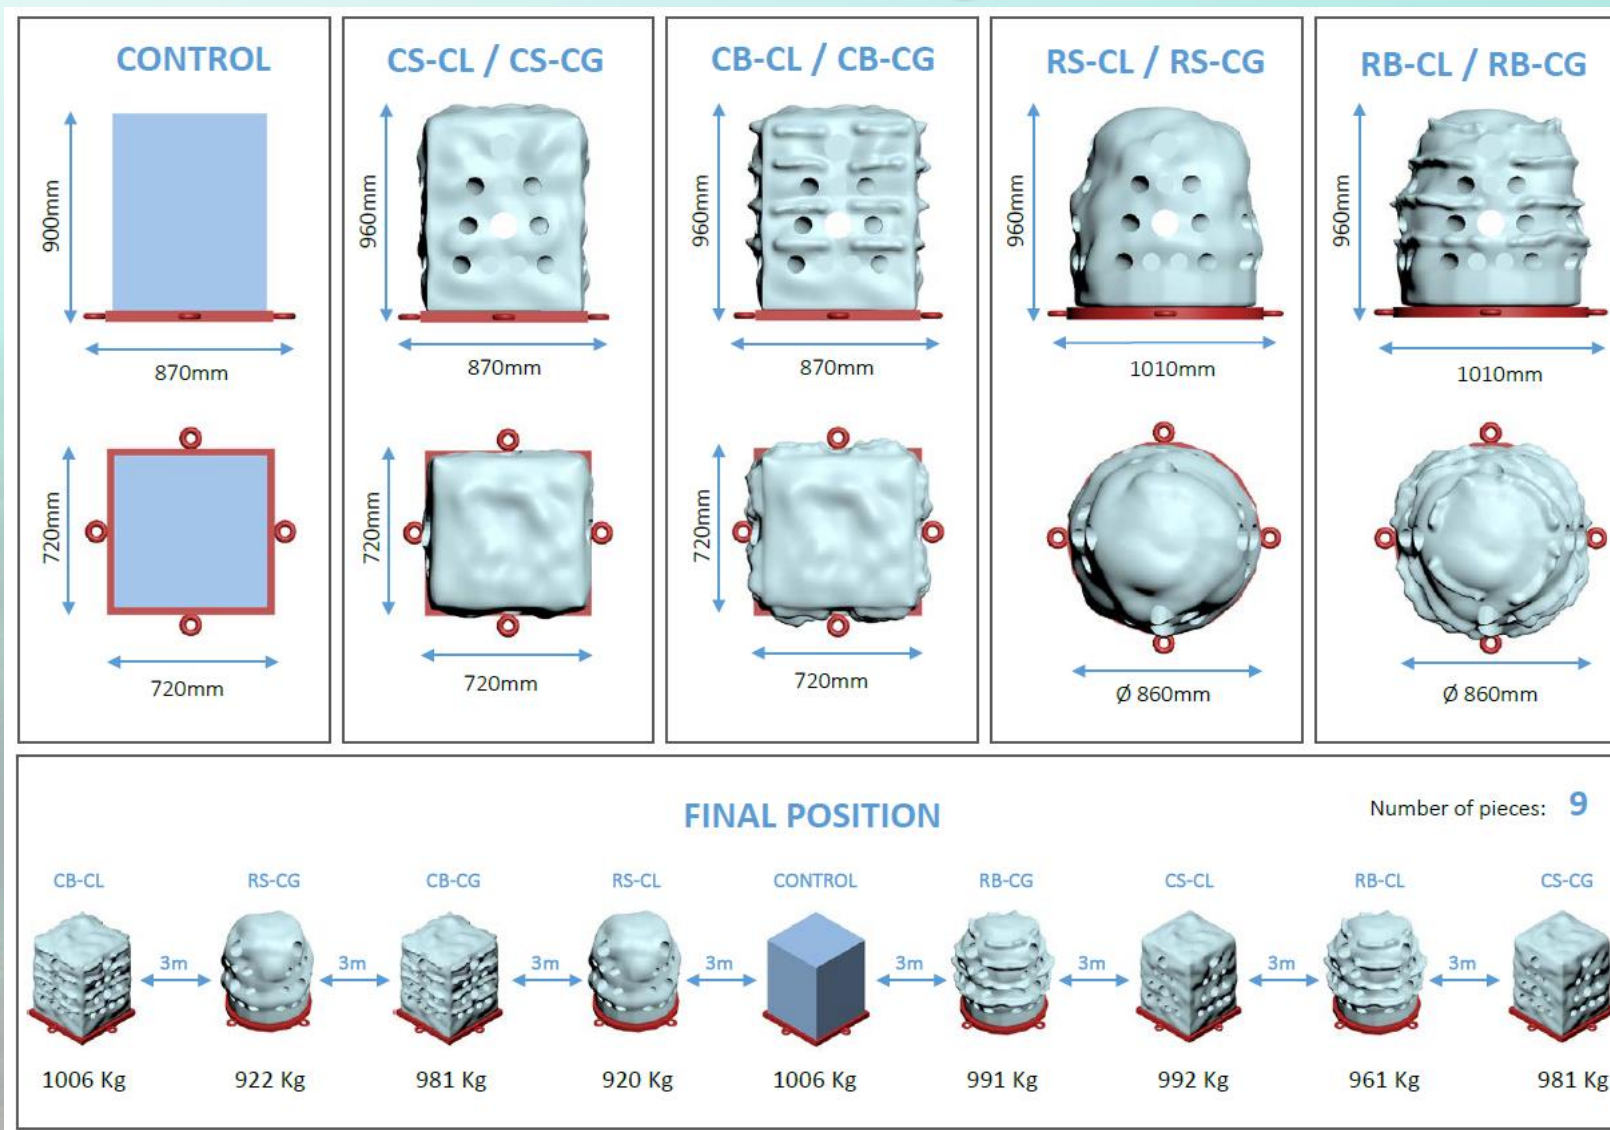 CONTROL
900mm
870mm
720mm
720mm
CS-CL / CS-CG
960mm
870mm
720mm
720mm
CB-CL / CB-CG
960mm
870mm
720mm
720mm
RS-CL / RS-CG
960mm
1010mm
Ø 860mm
RB-CL / RB-CG
960mm
1010mm
Ø 860mm
FINAL POSITION
Number of pieces: 9
CB-CL RS-CG CB-CG RS-CL CONTROL RB-CG CS-CL RB-CL CS-CG
3m 3m 3m 3m 3m 3m 3m 3m
1006 Kg 922 Kg 981 Kg 920 Kg 1006 Kg 991 Kg 992 Kg 961 Kg 981 Kg